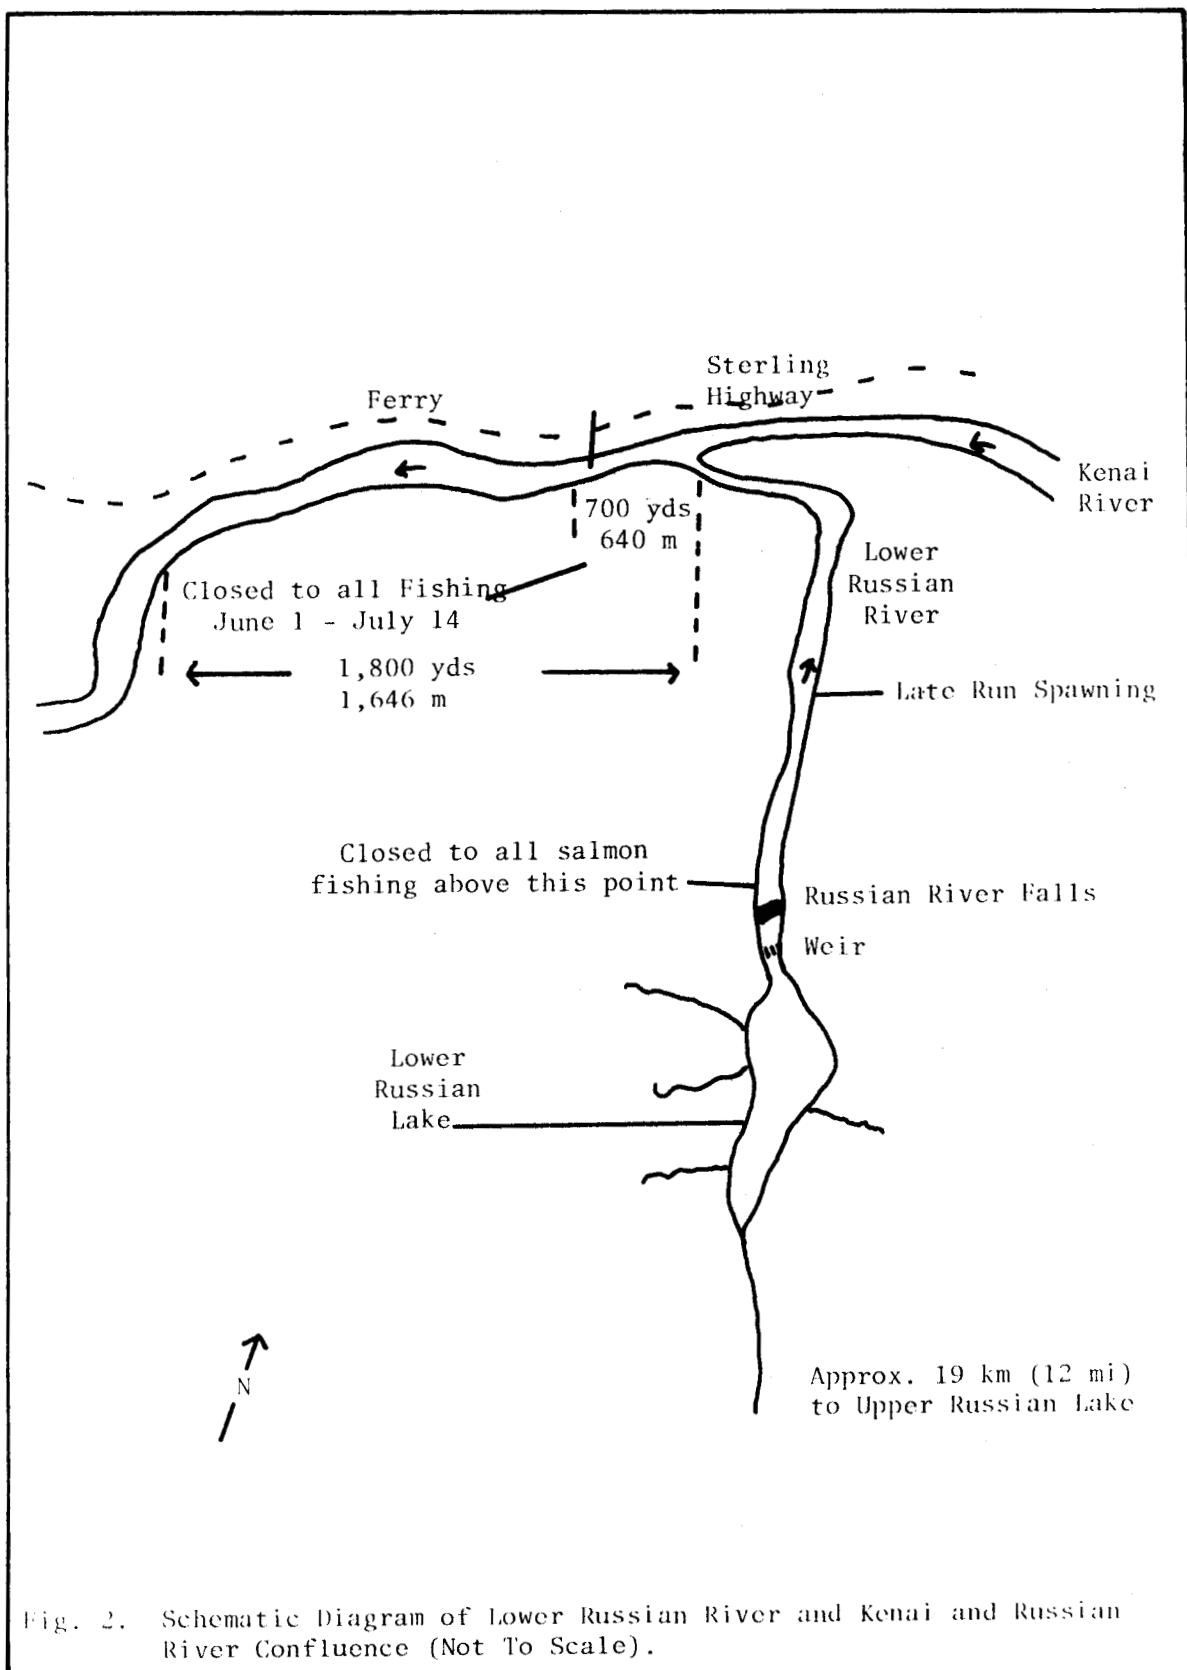 Sterling
Highway
Ferry
Kenai
River
700 yds
640 m
Lower
Russian
River
Closed to all Fishing
June 1 - July 14
1,800 yds
1,646 m
Late Run Spawning
Closed to all salmon
fishing above this point
Russian River Falls
Weir
Lower
Russian
Lake
N
Approx. 19 km (12 mi)
to Upper Russian Lake
Fig. 2. Schematic Diagram of Lower Russian River and Kenai and Russian
River Confluence (Not To Scale).